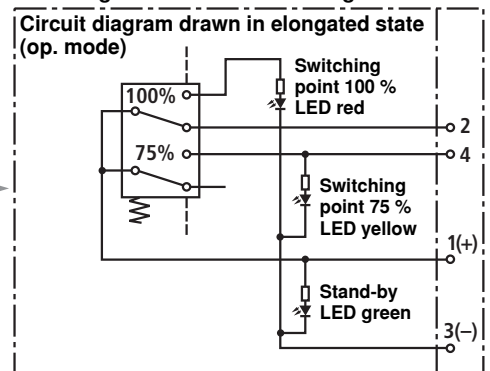 Circuit diagram drawn in elongated state
(op. mode)
Switching
point 100 %
LED red
100%
2
75%
4
Switching
point 75 %
LED yellow
1(+)
Stand-by
LED green
3(−)